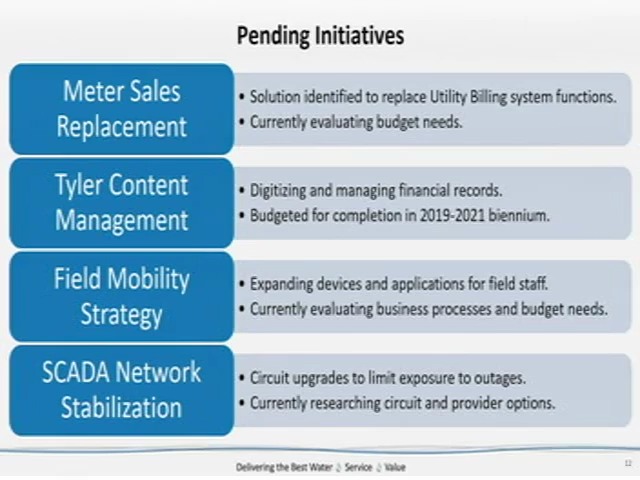 Pending Initiatives
Meter Sales
Replacement
• Solution identified to replace Utility Billing system functions.
• Currently evaluating budget needs.
Tyler Content
Management
• Digitizing and managing financial records.
• Budgeted for completion in 2019-2021 biennium.
Field Mobility
Strategy
• Expanding devices and applications for field staff.
• Currently evaluating business processes and budget needs.
SCADA Network
Stabilization
• Circuit upgrades to limit exposure to outages.
• Currently researching circuit and provider options.
Delivering the Best Water Service Value
12